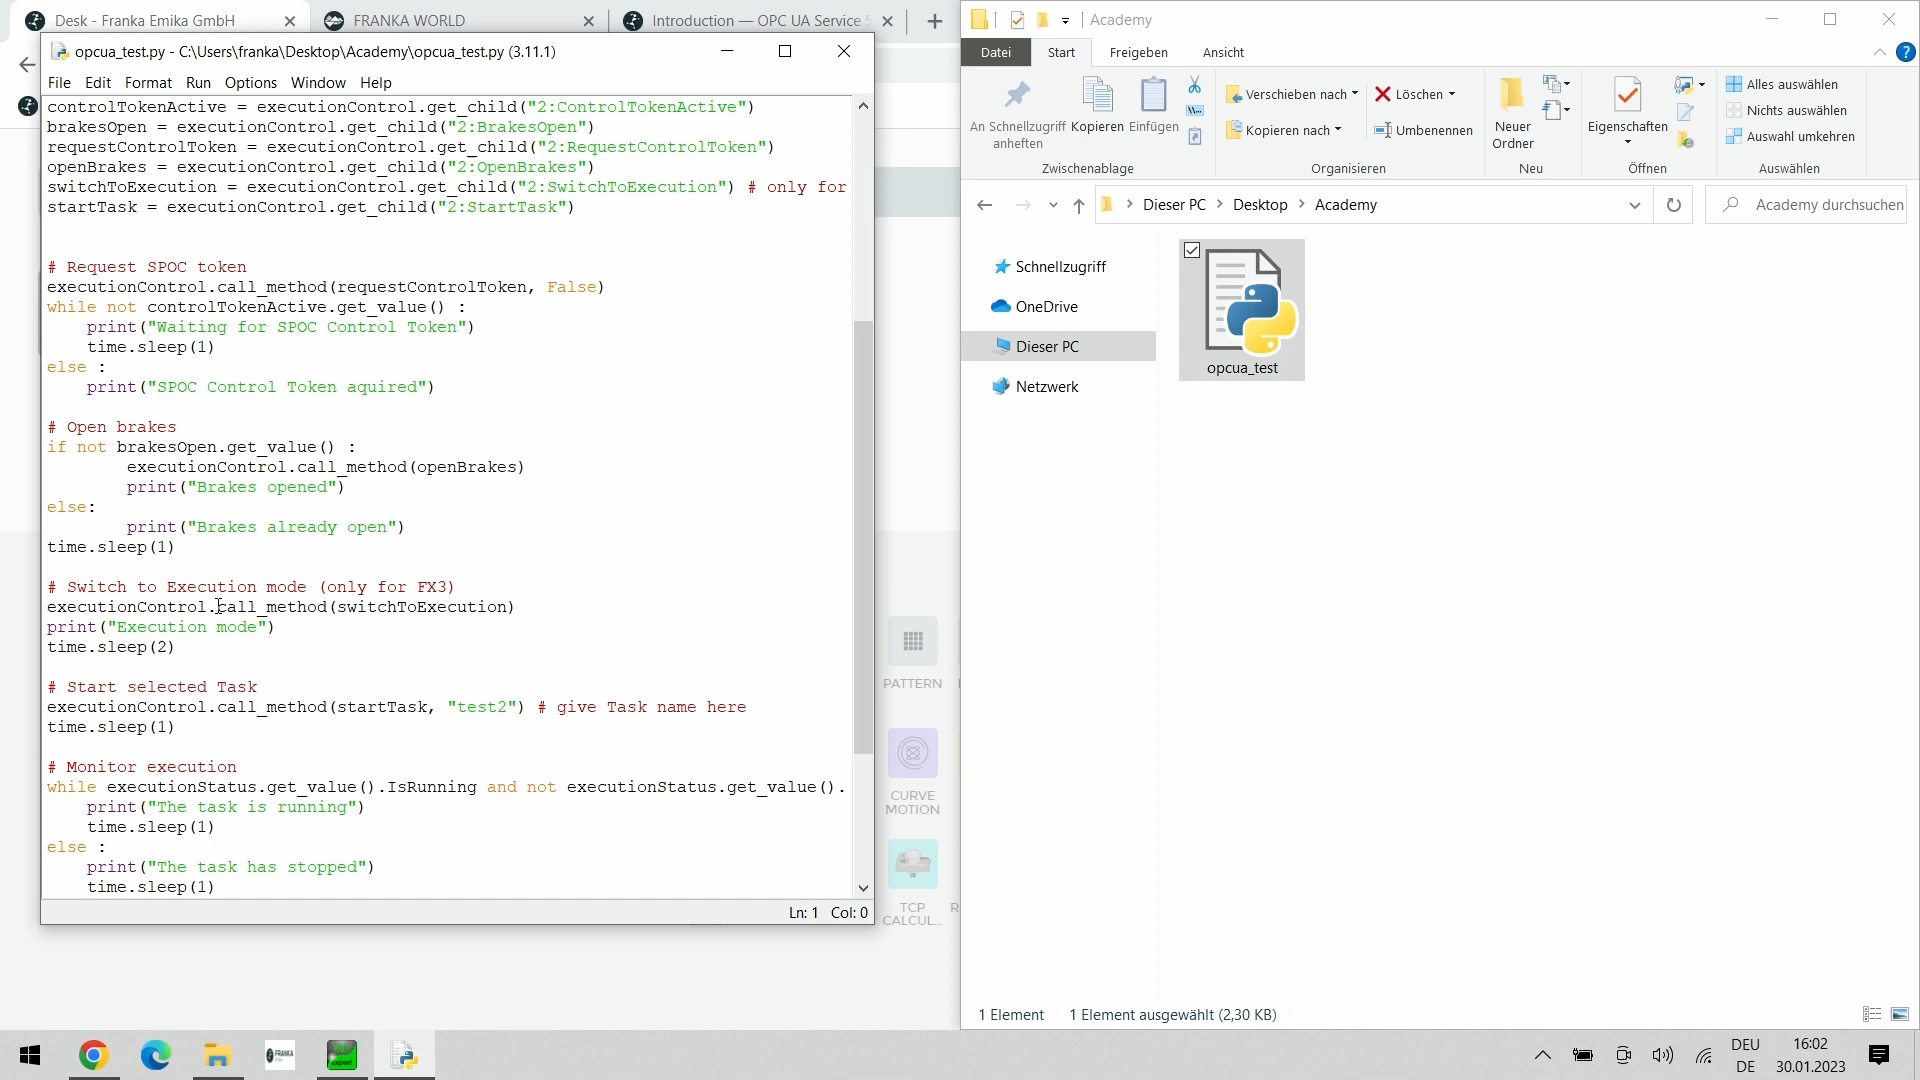 Desk - Franka Emika GmbH
FRANKA WORLD
Introduction — OPC UA Service 5
opcua_test.py - C:\Users\franka\Desktop\Academy\opcua_test.py (3.11.1)
File Edit Format Run Options Window Help
controlTokenActive = executionControl.get_child("2:ControlTokenActive")
brakesOpen = executionControl.get_child("2:BrakesOpen")
requestControlToken = executionControl.get_child("2:RequestControlToken")
openBrakes = executionControl.get_child("2:OpenBrakes")
switchToExecution = executionControl.get_child("2:SwitchToExecution") # only for
startTask = executionControl.get_child("2:StartTask")
# Request SPOC token
executionControl.call_method(requestControlToken, False)
while not controlTokenActive.get_value() :
print("Waiting for SPOC Control Token")
time.sleep(1)
else :
print("SPOC Control Token aquired")
# Open brakes
if not brakesOpen.get_value() :
executionControl.call_method(openBrakes)
print("Brakes opened")
else:
print("Brakes already open")
time.sleep(1)
# Switch to Execution mode (only for FX3)
executionControl.call_method(switchToExecution)
print("Execution mode")
time.sleep(2)
# Start selected Task
executionControl.call_method(startTask, "test2") # give Task name here
time.sleep(1)
# Monitor execution
while executionStatus.get_value().IsRunning and not executionStatus.get_value().
print("The task is running")
time.sleep(1)
else :
print("The task has stopped")
time.sleep(1)
Ln: 1 Col: 0
PATTERN
CURVE
MOTION
TCP
CALCUL...
R
Academy
Datei Start Freigeben Ansicht
An Schnellzugriff
anheften
Kopieren
Einfügen
Zwischenablage
Verschieben nach
Kopieren nach
Löschen
Umbenennen
Organisieren
Neuer
Ordner
Neu
Eigenschaften
Öffnen
Alles auswählen
Nichts auswählen
Auswahl umkehren
Auswählen
Dieser PC > Desktop > Academy
Academy durchsuchen
Schnellzugriff
OneDrive
Dieser PC
Netzwerk
opcua_test
1 Element
1 Element ausgewählt (2,30 KB)
FRANKA
expert
DEU
DE
16:02
30.01.2023